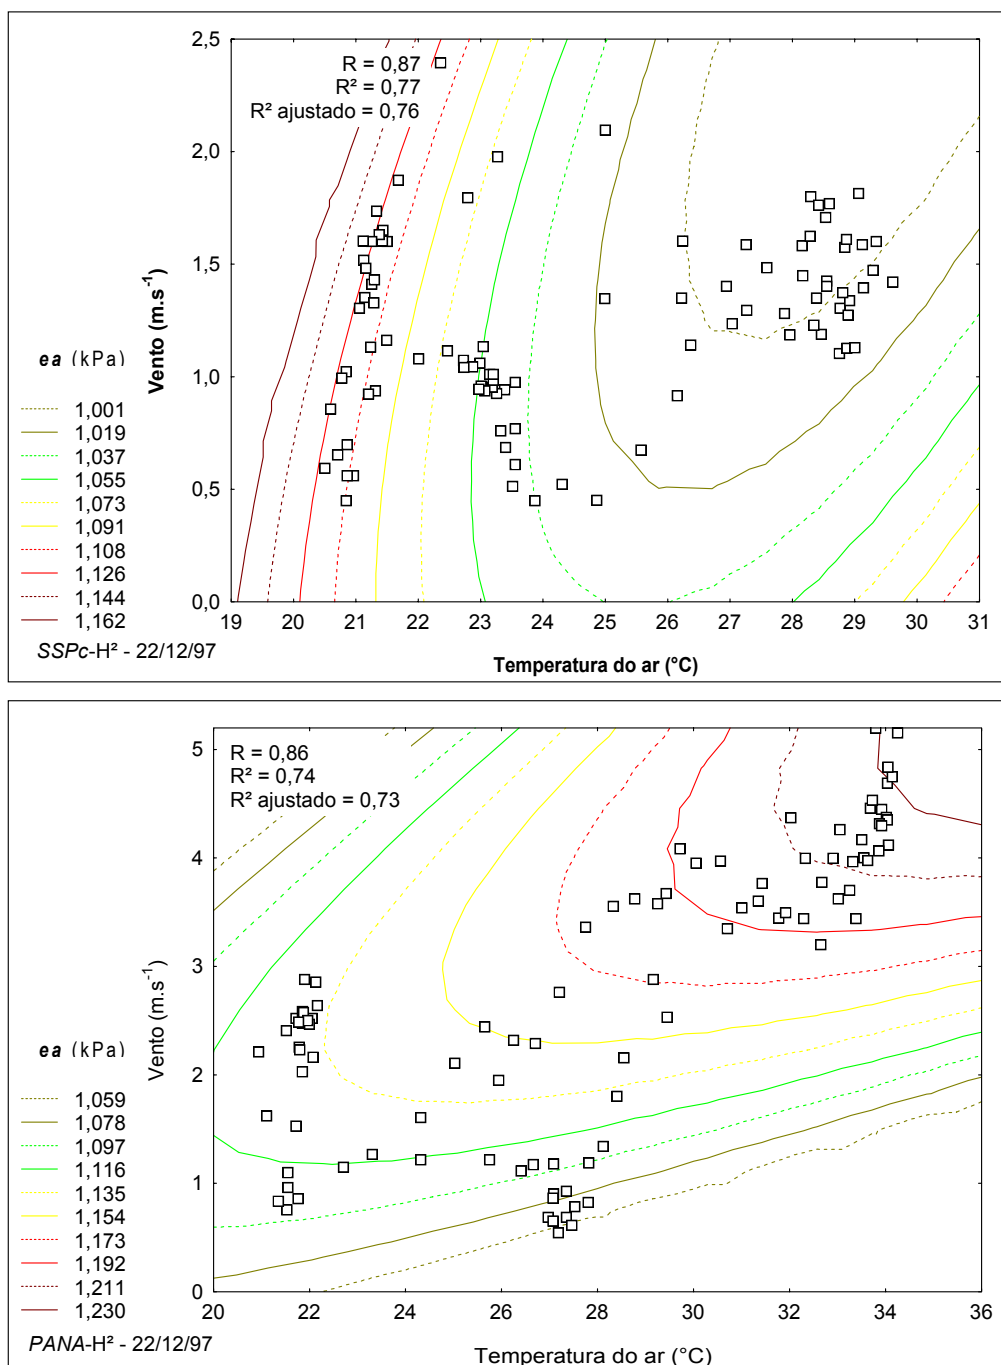 R = 0,87
R² = 0,77
R² ajustado = 0,76
2,5
2,0
1,5
1,0
0,5
0,0
Vento (m.s⁻¹)
ea (kPa)
1,001
1,019
1,037
1,055
1,073
1,091
1,108
1,126
1,144
1,162
19 20 21 22 23 24 25 26 27 28 29 30 31
Temperatura do ar (°C)
SSPc-H² - 22/12/97
R = 0,86
R² = 0,74
R² ajustado = 0,73
5
4
3
2
1
0
Vento (m.s⁻¹)
ea (kPa)
1,059
1,078
1,097
1,116
1,135
1,154
1,173
1,192
1,211
1,230
20 22 24 26 28 30 32 34 36
Temperatura do ar (°C)
PANA-H² - 22/12/97